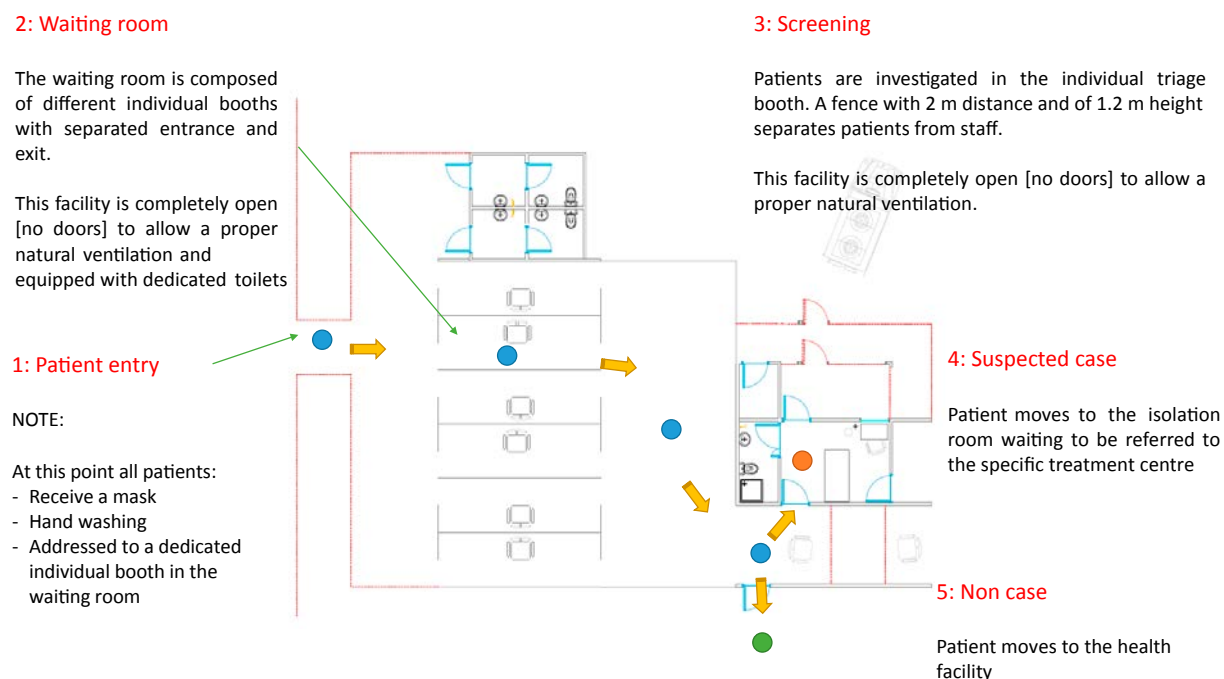 2: Waiting room
The waiting room is composed
of different individual booths
with separated entrance and
exit.
This facility is completely open
[no doors] to allow a proper
natural ventilation and
equipped with dedicated toilets
1: Patient entry
NOTE:
At this point all patients:
- Receive a mask
- Hand washing
- Addressed to a dedicated
individual booth in the
waiting room
3: Screening
Patients are investigated in the individual triage
booth. A fence with 2 m distance and of 1.2 m height
separates patients from staff.
This facility is completely open [no doors] to allow a
proper natural ventilation.
4: Suspected case
Patient moves to the isolation
room waiting to be referred to
the specific treatment centre
5: Non case
Patient moves to the health
facility